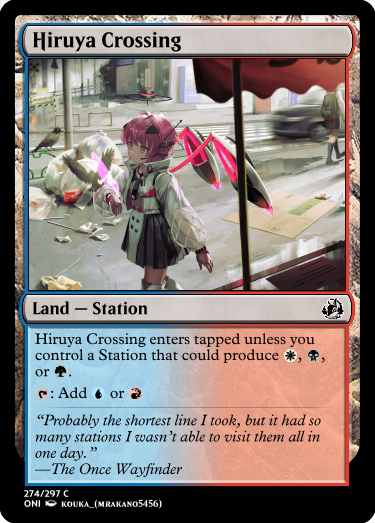 Hiruya Crossing
Land — Station
Hiruya Crossing enters tapped unless you
control a Station that could produce , ,
or .
: Add or
“Probably the shortest line I took, but it had so
many stations I wasn’t able to visit them all in
one day.”
—The Once Wayfinder
274/297 C
ONI KOUKA_(MRAKANO5456)